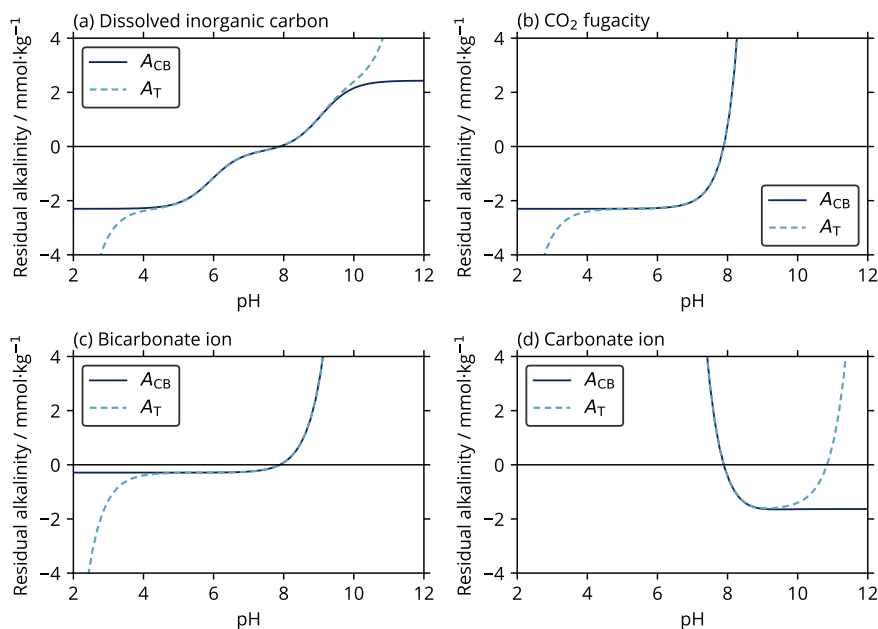 (a) Dissolved inorganic carbon
Residual alkalinity / mmol·kg⁻¹
4
2
0
−2
−4
A_CB
A_T
2 4 6 8 10 12
pH
(b) CO₂ fugacity
Residual alkalinity / mmol·kg⁻¹
4
2
0
−2
−4
A_CB
A_T
2 4 6 8 10 12
pH
(c) Bicarbonate ion
Residual alkalinity / mmol·kg⁻¹
4
2
0
−2
−4
A_CB
A_T
2 4 6 8 10 12
pH
(d) Carbonate ion
Residual alkalinity / mmol·kg⁻¹
4
2
0
−2
−4
A_CB
A_T
2 4 6 8 10 12
pH